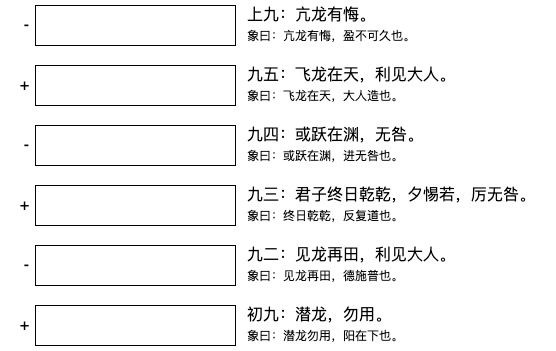 - 上九：亢龙有悔。
象曰：亢龙有悔，盈不可久也。
+ 九五：飞龙在天，利见大人。
象曰：飞龙在天，大人造也。
- 九四：或跃在渊，无咎。
象曰：或跃在渊，进无咎也。
+ 九三：君子终日乾乾，夕惕若，厉无咎。
象曰：终日乾乾，反复道也。
- 九二：见龙再田，利见大人。
象曰：见龙再田，德施普也。
+ 初九：潜龙，勿用。
象曰：潜龙勿用，阳在下也。